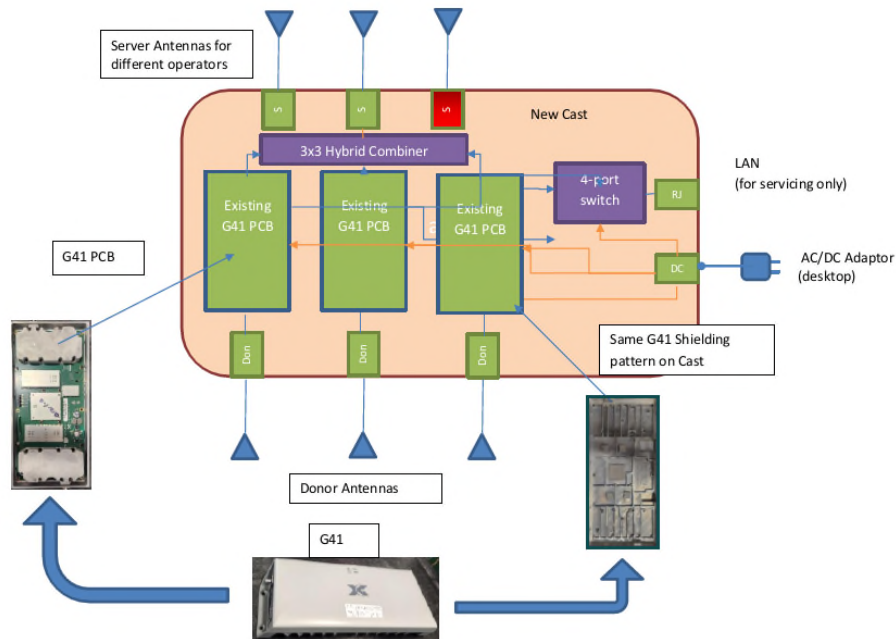 Server Antennas for
different operators
S
S
S
New Cast
3x3 Hybrid Combiner
Existing
G41 PCB
Existing
G41 PCB
Existing
G41 PCB
4-port
switch
RJ
LAN
(for servicing only)
DC
AC/DC Adaptor
(desktop)
G41 PCB
Don
Don
Don
Same G41 Shielding
pattern on Cast
Donor Antennas
G41